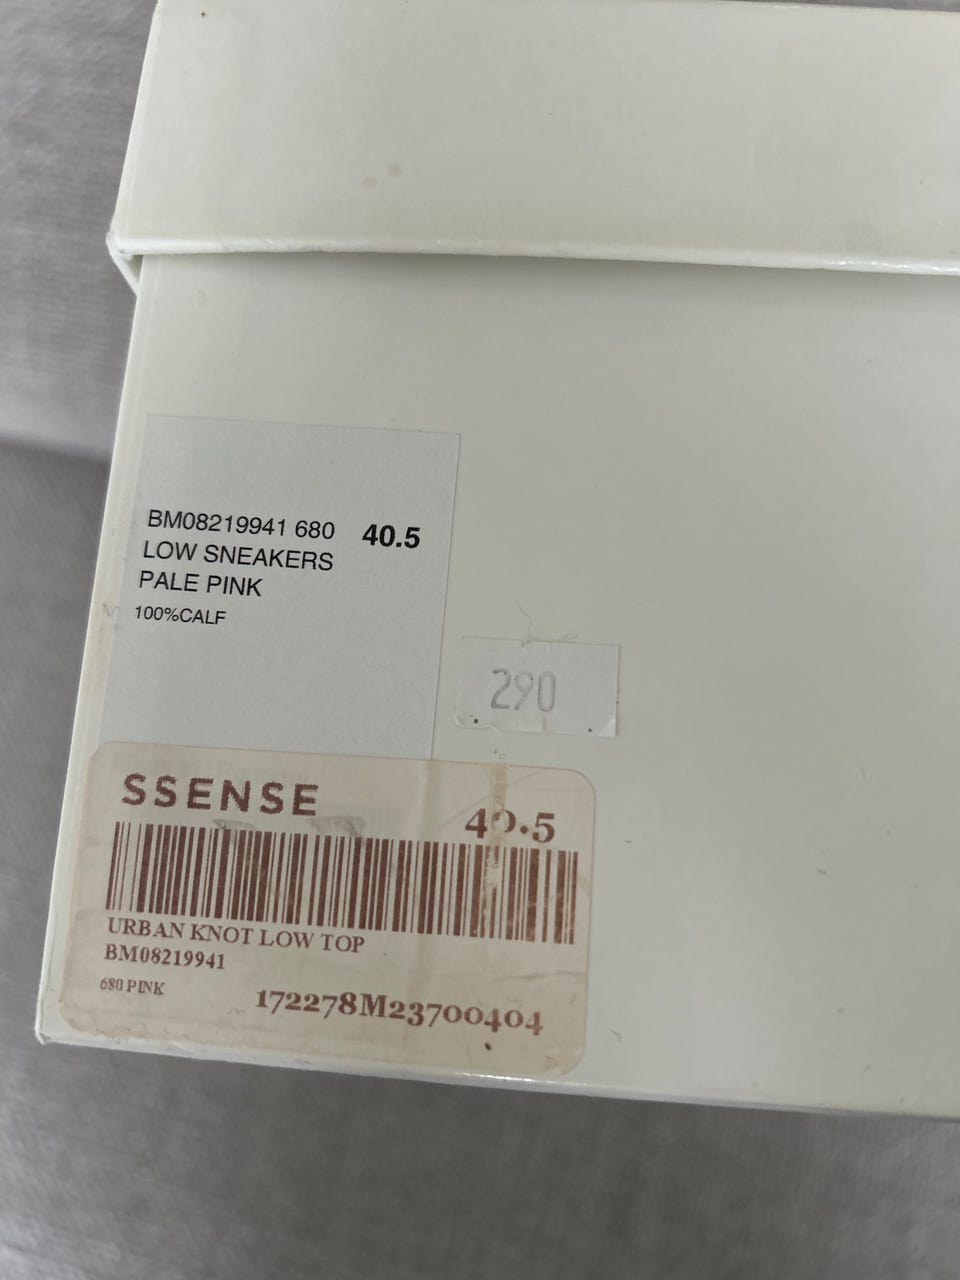 BM08219941 680 40.5
LOW SNEAKERS
PALE PINK
100%CALF
290
SSENSE
40.5
URBAN KNOT LOW TOP
BM08219941
680 PINK
172278M23700404